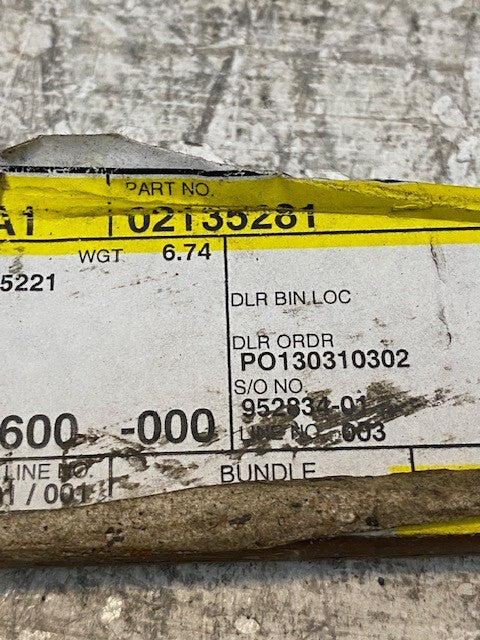 PART NO.
A1 02135281
WGT 6.74
5221
DLR BIN LOC
DLR ORDR
PO130310302
S/O NO.
952834-01
600 -000
LINE NO. 003
LINE NO. BUNDLE
01 / 001